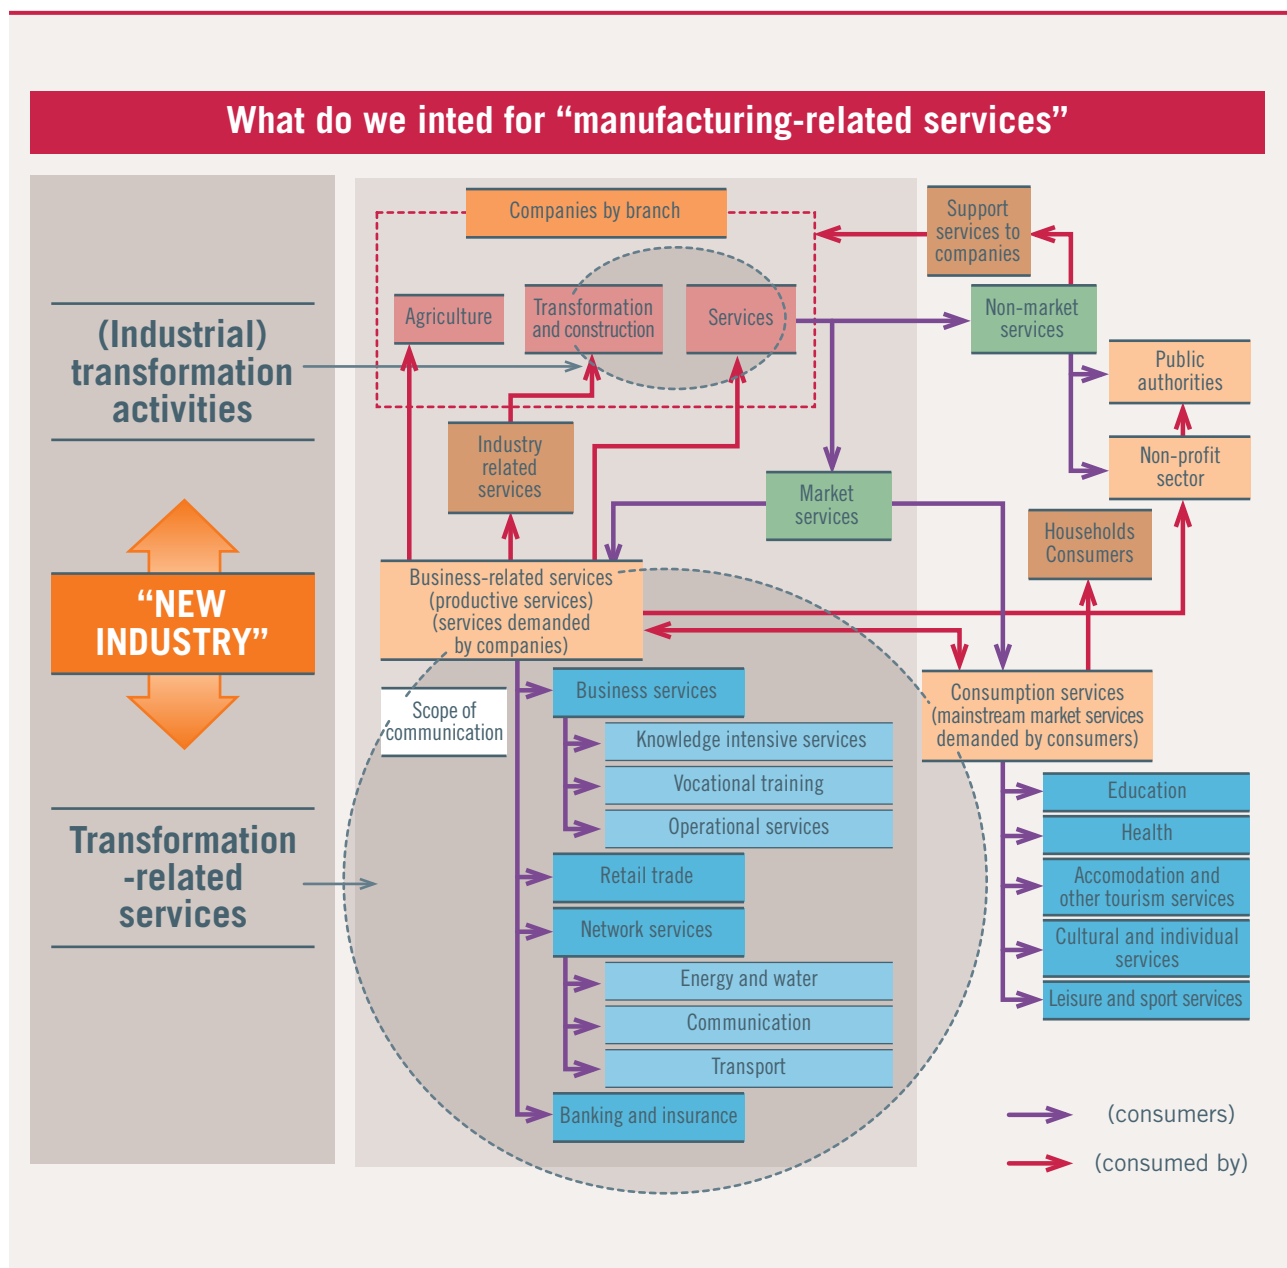 What do we inted for “manufacturing-related services”
(Industrial)
transformation
activities
“NEW
INDUSTRY”
Transformation
-related
services
Companies by branch
Agriculture
Transformation
and construction
Services
Industry
related
services
Support
services to
companies
Non-market
services
Public
authorities
Non-profit
sector
Market
services
Households
Consumers
Business-related services
(productive services)
(services demanded
by companies)
Scope of
communication
Business services
Knowledge intensive services
Vocational training
Operational services
Retail trade
Network services
Energy and water
Communication
Transport
Banking and insurance
Consumption services
(mainstream market services
demanded by consumers)
Education
Health
Accomodation and
other tourism services
Cultural and individual
services
Leisure and sport services
(consumers)
(consumed by)